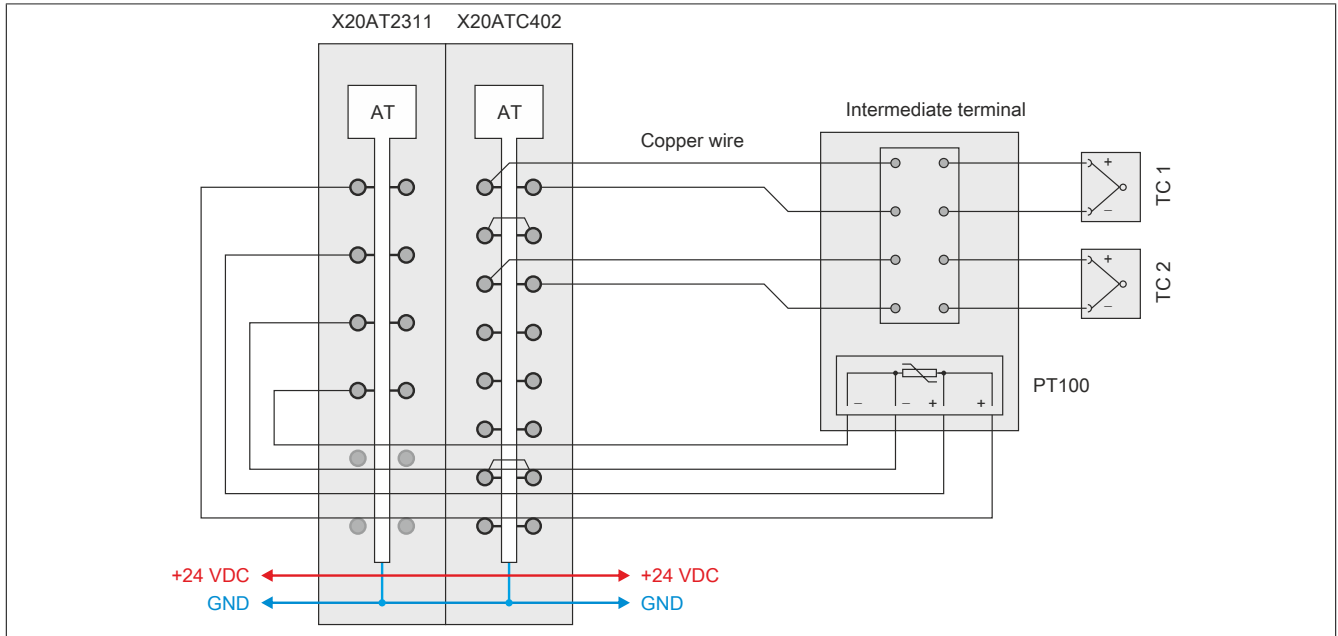 X20AT2311 X20ATC402
AT AT
Intermediate terminal
Copper wire
+
TC 1
−
+
TC 2
−
PT100
− − + +
+24 VDC +24 VDC
GND GND